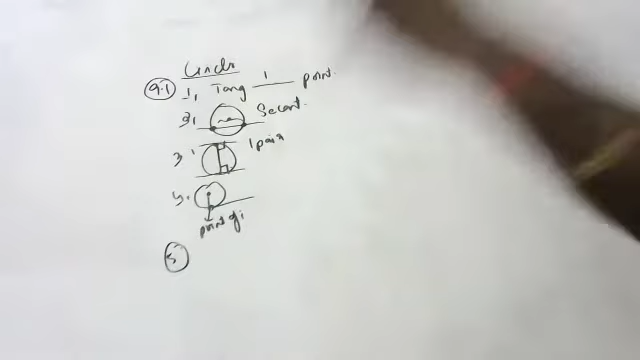 Circle
9.1 1, Tang 1 point.
2, Secant.
3, 1 pair
4,
point of
5